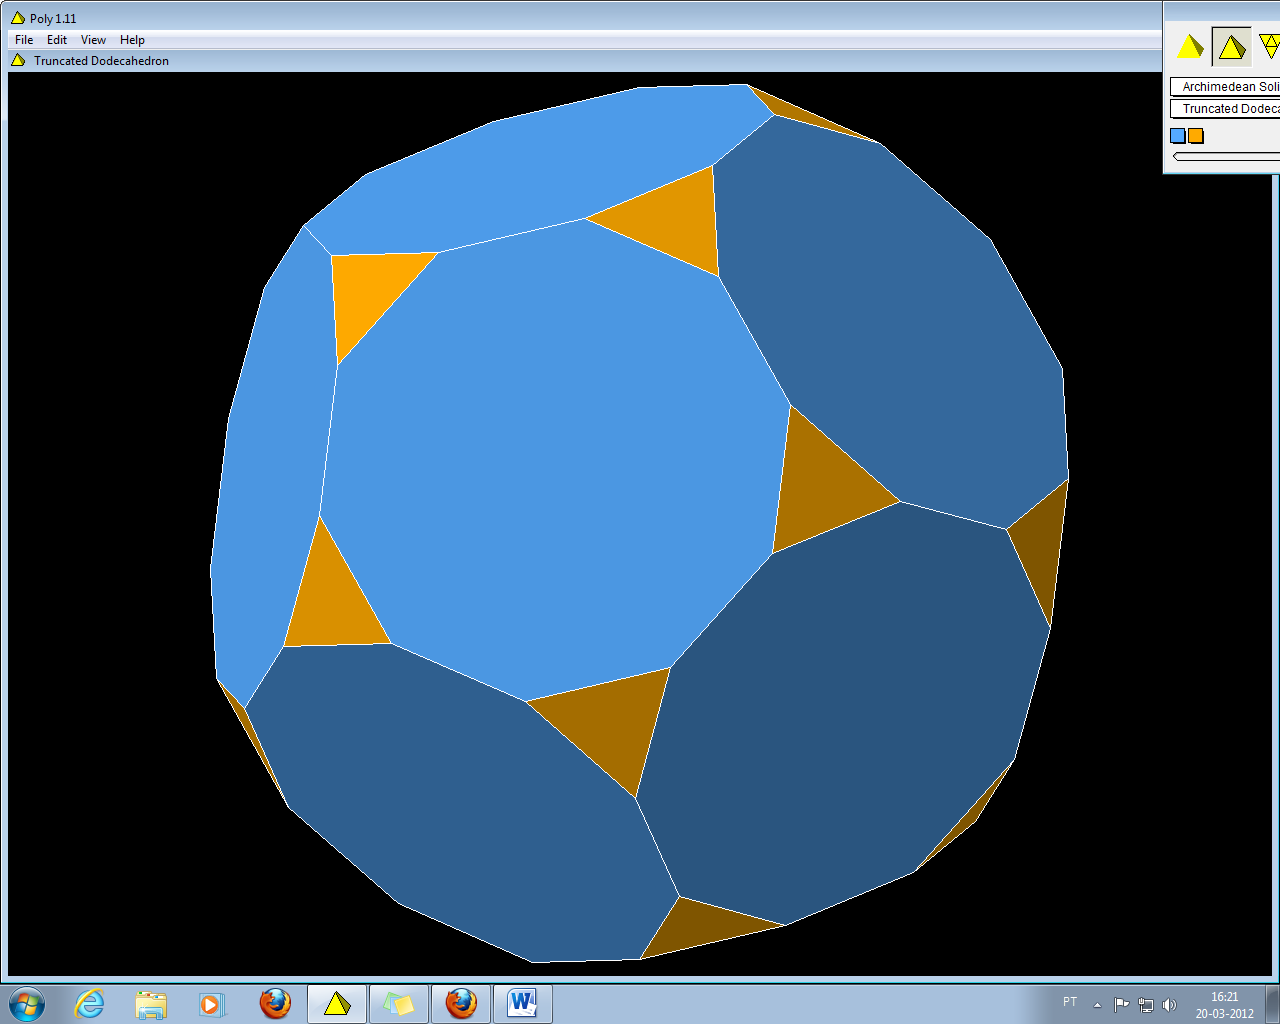 Poly 1.11
File Edit View Help
Truncated Dodecahedron
Archimedean Soli
Truncated Dodeca
PT
16:21
20-03-2012